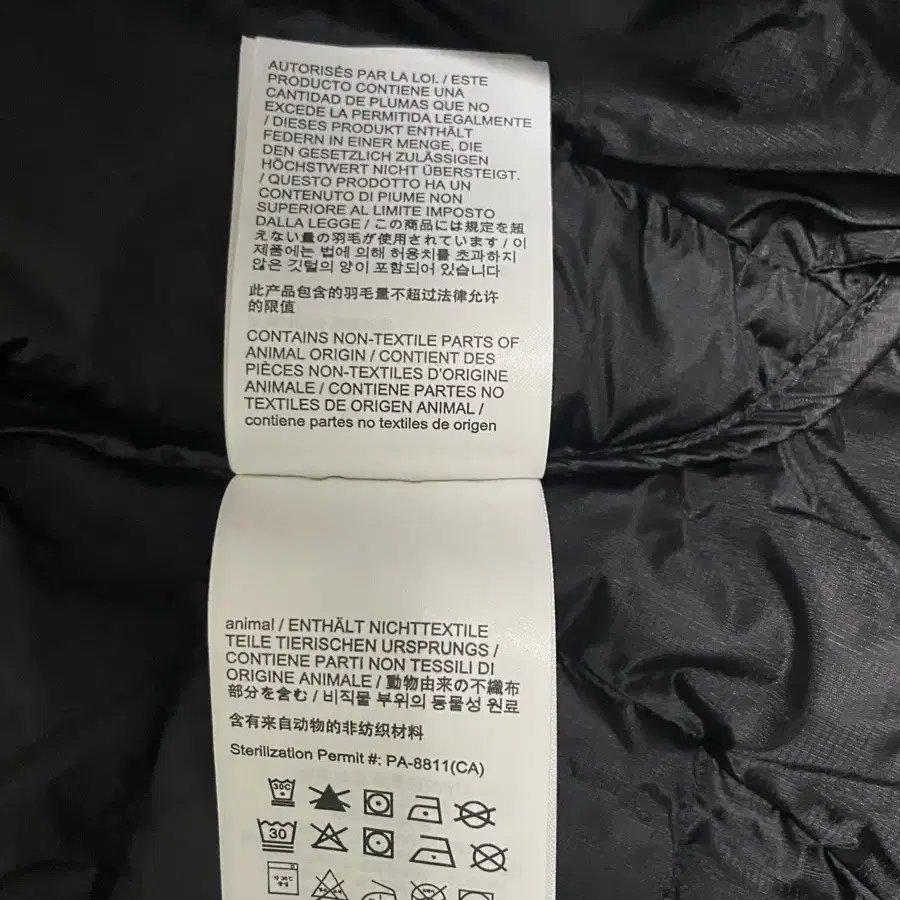 AUTORISÉS PAR LA LOI. / ESTE
PRODUCTO CONTIENE UNA
CANTIDAD DE PLUMAS QUE NO
EXCEDE LA PERMITIDA LEGALMENTE
/ DIESES PRODUKT ENTHÄLT
FEDERN IN EINER MENGE, DIE
DEN GESETZLICH ZULÄSSIGEN
HÖCHSTWERT NICHT ÜBERSTEIGT.
/ QUESTO PRODOTTO HA UN
CONTENUTO DI PIUME NON
SUPERIORE AL LIMITE IMPOSTO
DALLA LEGGE / この商品には規定を超
えない量の羽毛が使用されています / 이
제품에는 법에 의해 허용치를 초과하지
않은 깃털의 양이 포함되어 있습니다
此产品包含的羽毛量不超过法律允许
的限值
CONTAINS NON-TEXTILE PARTS OF
ANIMAL ORIGIN / CONTIENT DES
PIÈCES NON-TEXTILES D'ORIGINE
ANIMALE / CONTIENE PARTES NO
TEXTILES DE ORIGEN ANIMAL /
contiene partes no textiles de origen
animal / ENTHÄLT NICHTTEXTILE
TEILE TIERISCHEN URSPRUNGS /
CONTIENE PARTI NON TESSILI DI
ORIGINE ANIMALE / 動物由来の不織布
部分を含む / 비직물 부위의 동물성 원료
含有来自动物的非纺织材料
Sterilization Permit #: PA-8811(CA)
30C
30